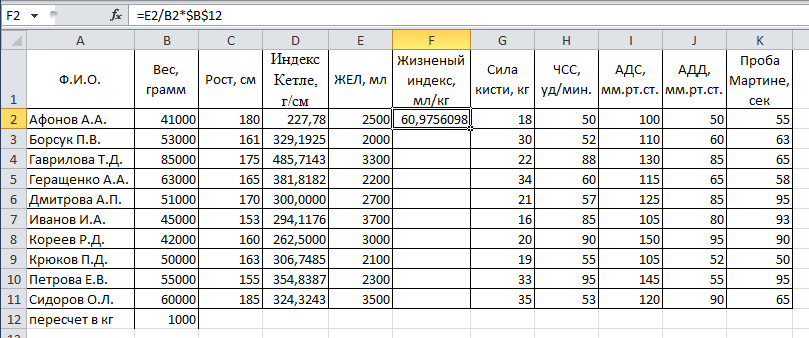 F2 fx =E2/B2*$B$12
A B C D E F G H I J K
1 Ф.И.О. Вес, грамм Рост, см Индекс Кетле, г/см ЖЕЛ, мл Жизненый индекс, мл/кг Сила кисти, кг ЧСС, уд/мин. АДС, мм.рт.ст. АДД, мм.рт.ст. Проба Мартине, сек
2 Афонов А.А. 41000 180 227,78 2500 60,9756098 18 50 100 50 55
3 Борсук П.В. 53000 161 329,1925 2000 30 52 110 60 63
4 Гаврилова Т.Д. 85000 175 485,7143 3300 22 88 130 85 65
5 Геращенко А.А. 63000 165 381,8182 2200 34 60 115 65 58
6 Дмитрова А.П. 51000 170 300,0000 2700 21 57 125 85 95
7 Иванов И.А. 45000 153 294,1176 3700 16 85 105 80 93
8 Кореев Р.Д. 42000 160 262,5000 3000 20 90 150 95 90
9 Крюков П.Д. 50000 163 306,7485 2100 19 55 105 52 50
10 Петрова Е.В. 55000 155 354,8387 2300 33 95 145 55 95
11 Сидоров О.Л. 60000 185 324,3243 3500 35 53 120 90 65
12 пересчет в кг 1000